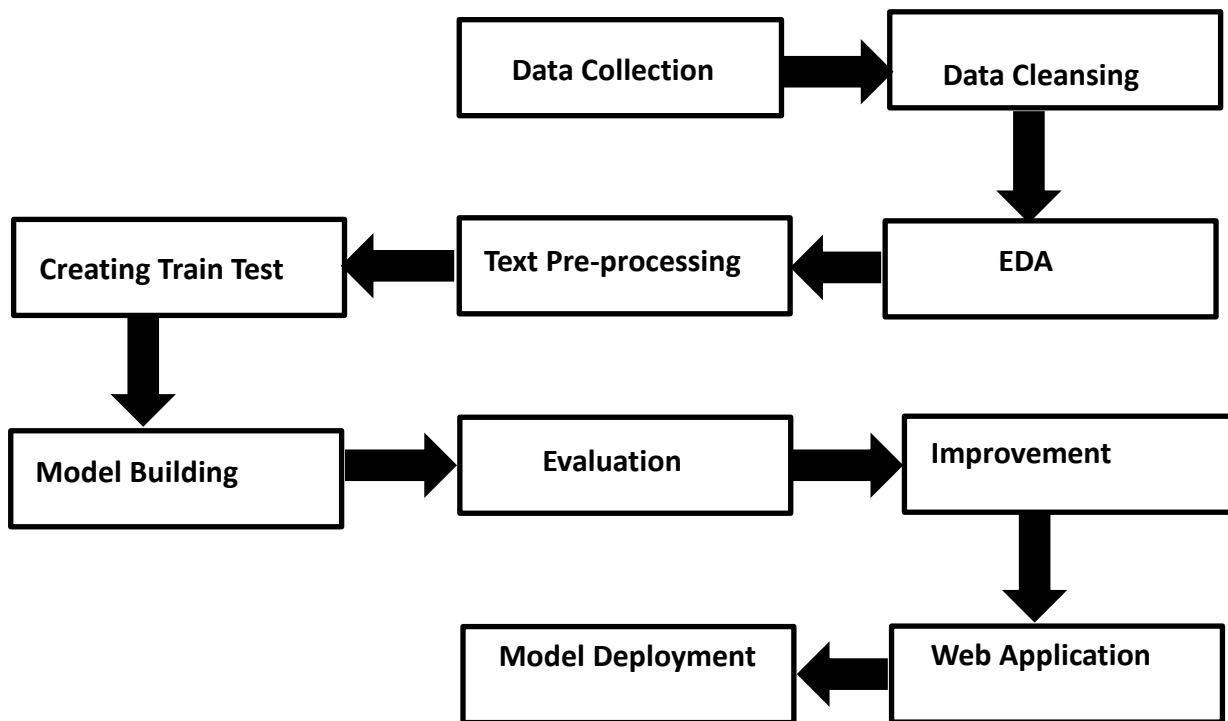 Data Collection
Data Cleansing
EDA
Text Pre-processing
Creating Train Test
Model Building
Evaluation
Improvement
Web Application
Model Deployment